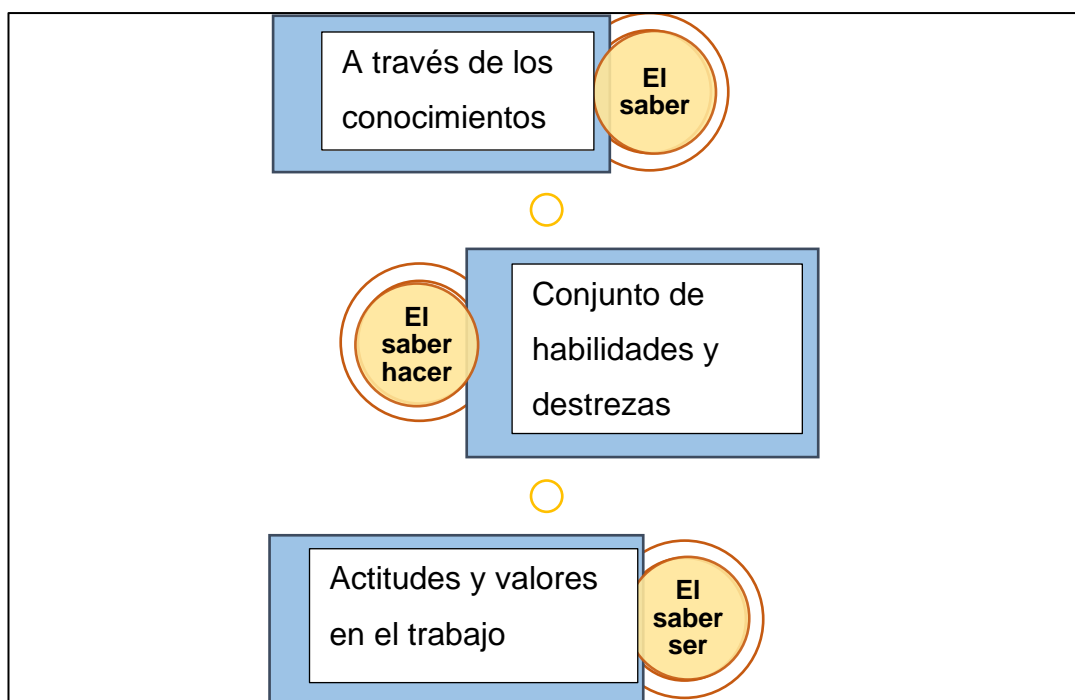 A través de los
conocimientos
El
saber
El
saber
hacer
Conjunto de
habilidades y
destrezas
Actitudes y valores
en el trabajo
El
saber
ser